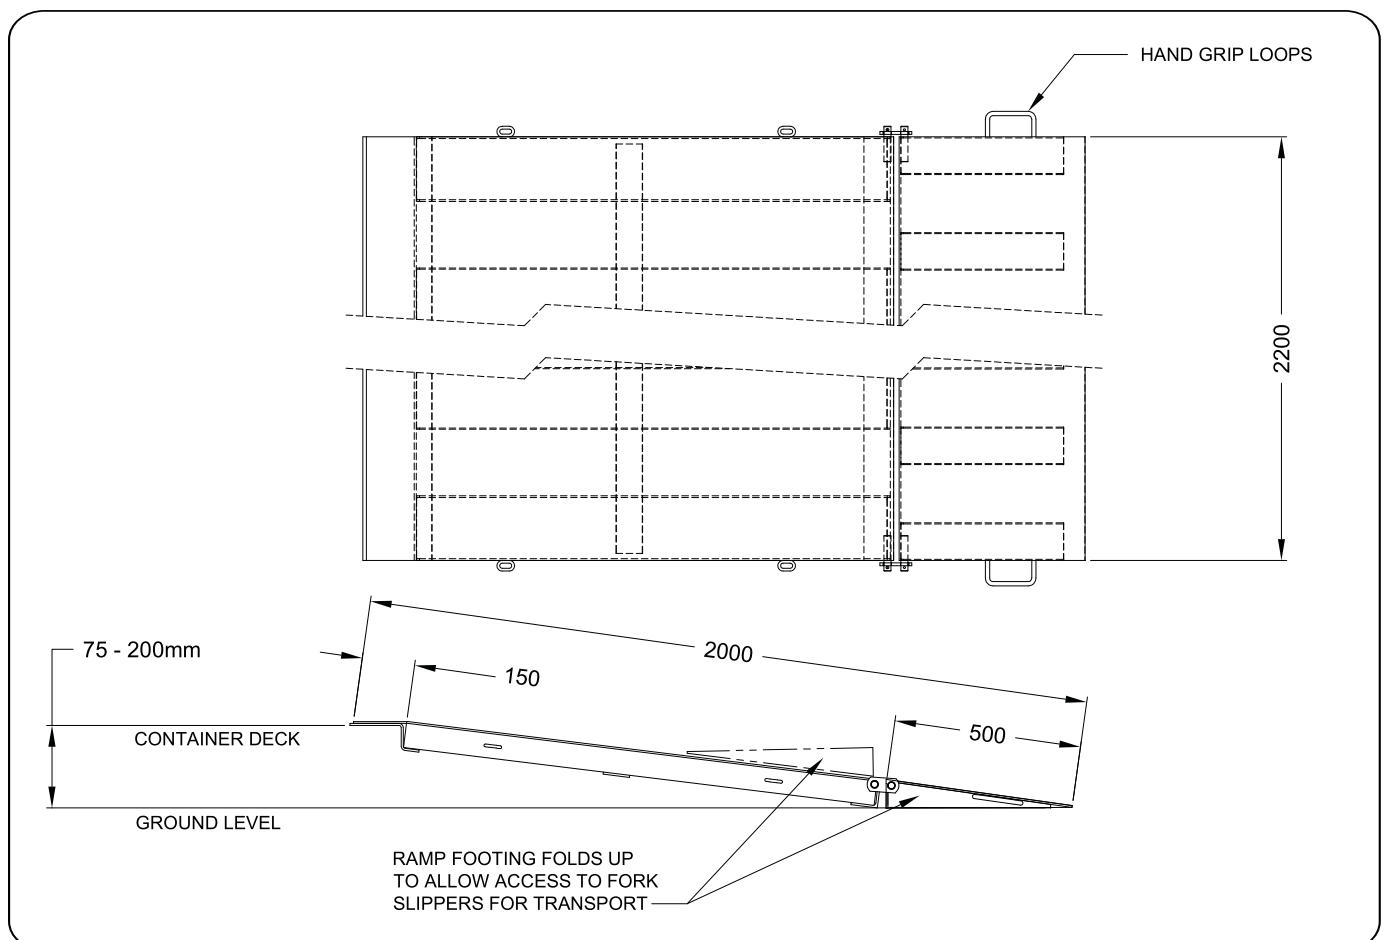 HAND GRIP LOOPS
2200
2000
75 - 200mm
150
500
CONTAINER DECK
GROUND LEVEL
RAMP FOOTING FOLDS UP
TO ALLOW ACCESS TO FORK
SLIPPERS FOR TRANSPORT